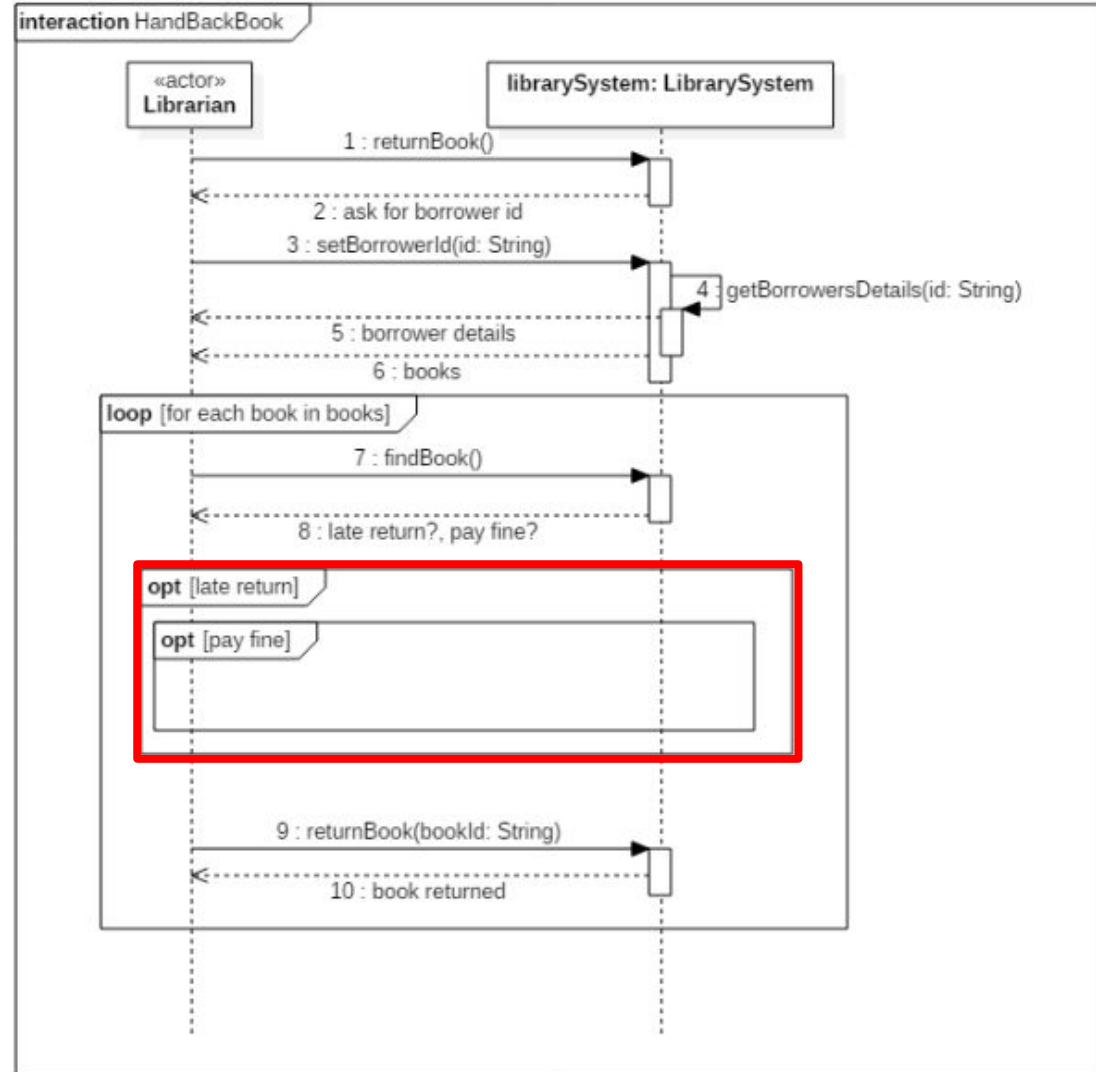 interaction HandBackBook
«actor»
Librarian
librarySystem: LibrarySystem
1 : returnBook()
2 : ask for borrower id
3 : setBorrowerId(id: String)
4 : getBorrowersDetails(id: String)
5 : borrower details
6 : books
loop [for each book in books]
7 : findBook()
8 : late return?, pay fine?
opt [late return]
opt [pay fine]
9 : returnBook(bookId: String)
10 : book returned